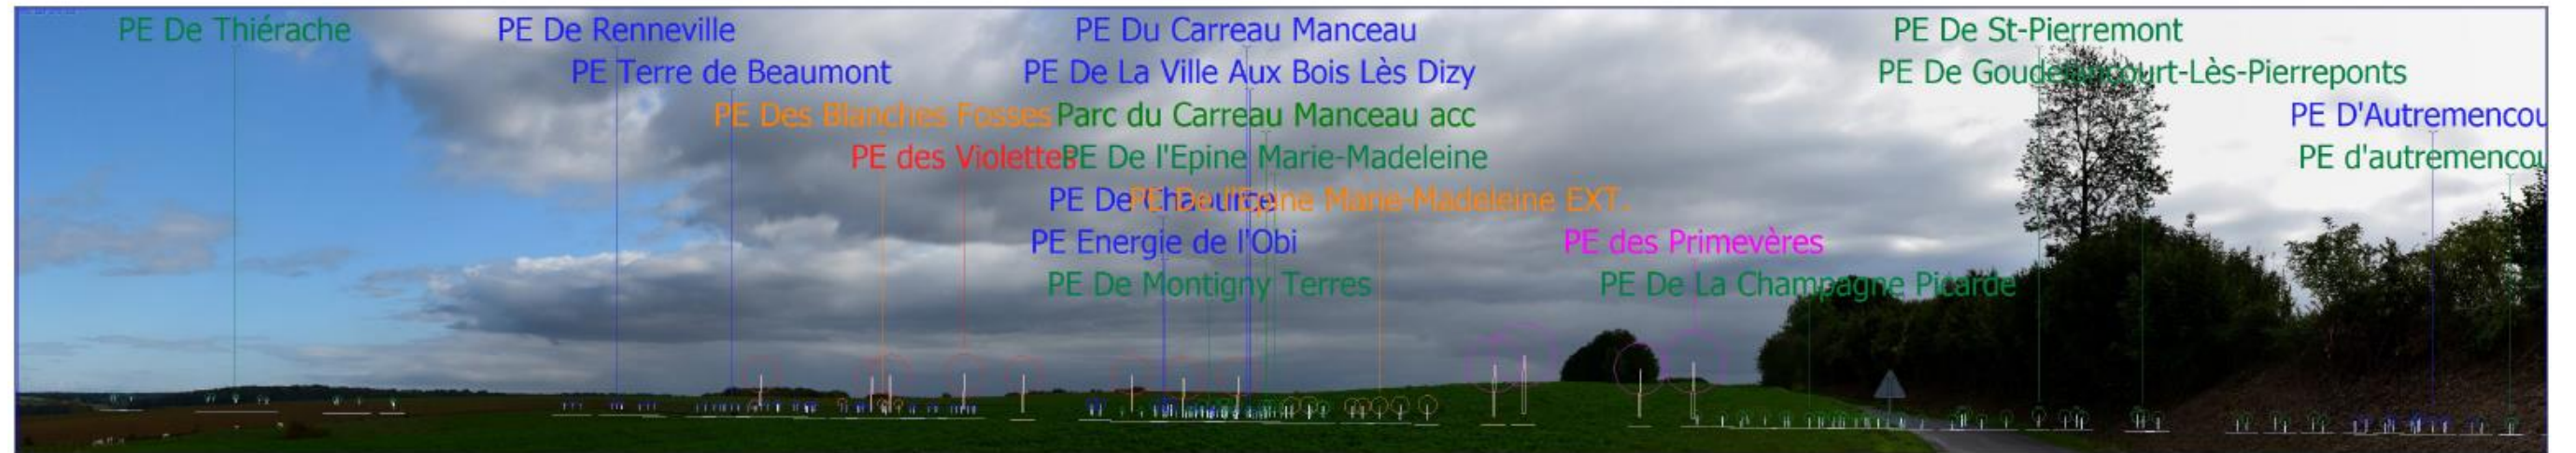 PE De Thiérache PE De Renneville PE Du Carreau Manceau PE De St-Pierremont
PE Terre de Beaumont PE De La Ville Aux Bois Lès Dizy PE De Goudelancourt-Lès-Pierreponts
PE Des Blanches Fosses Parc du Carreau Manceau acc PE D'Autremencou
PE des Violettes PE De l'Epine Marie-Madeleine PE d'autremencou
PE De Chaource PE De l'Epine Marie-Madeleine EXT.
PE Energie de l'Obi PE des Primevères
PE De Montigny Terres PE De La Champagne Picarde